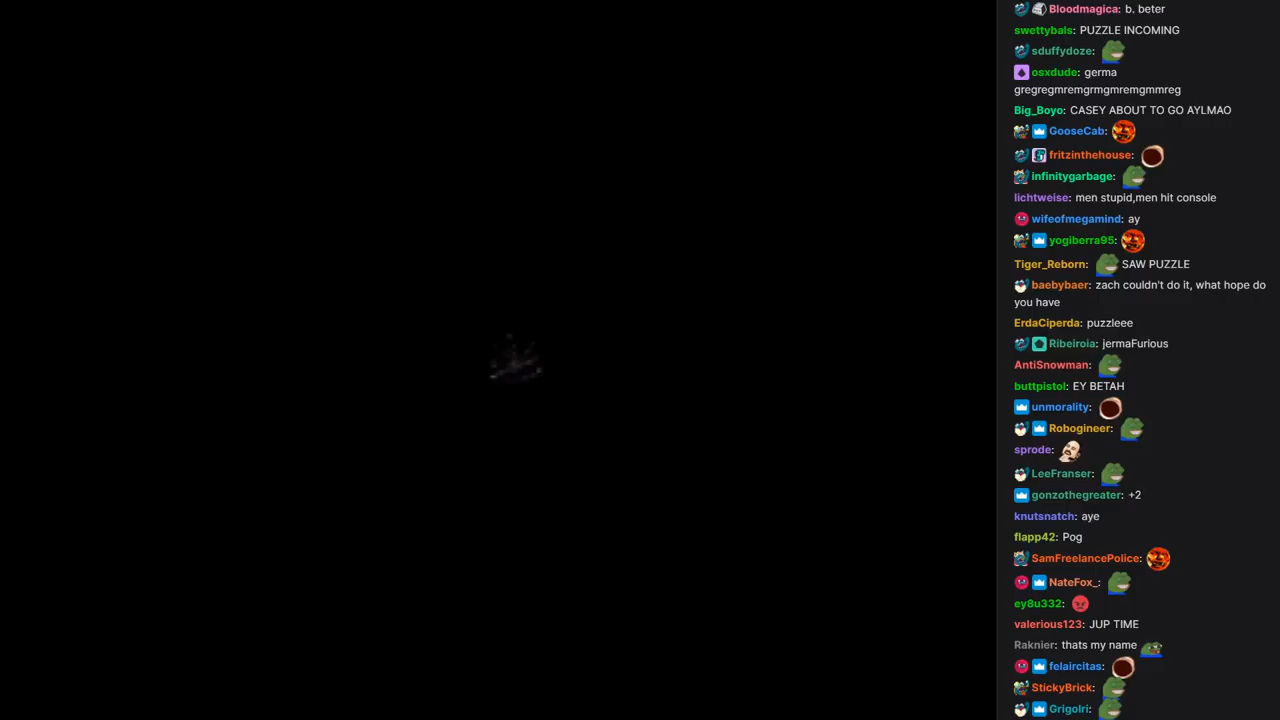 Bloodmagica: b. beter
swettybals: PUZZLE INCOMING
sduffydoze:
osxdude: germa
gregregmremgrmgmremgmmreg
Big_Boyo: CASEY ABOUT TO GO AYLMAO
GooseCab:
fritzinthehouse:
infinitygarbage:
lichtweise: men stupid,men hit console
wifeofmegamind: ay
yogiberra95:
Tiger_Reborn: SAW PUZZLE
baebybaer: zach couldn't do it, what hope do
you have
ErdaCiperda: puzzleee
Ribeiroia: jermaFurious
AntiSnowman:
buttpistol: EY BETAH
unmorality:
Robogineer:
sprode:
LeeFranser:
gonzothegreater: +2
knutsnatch: aye
flapp42: Pog
SamFreelancePolice:
NateFox_:
ey8u332:
valerious123: JUP TIME
Raknier: thats my name
felaircitas:
StickyBrick:
Grigolri: